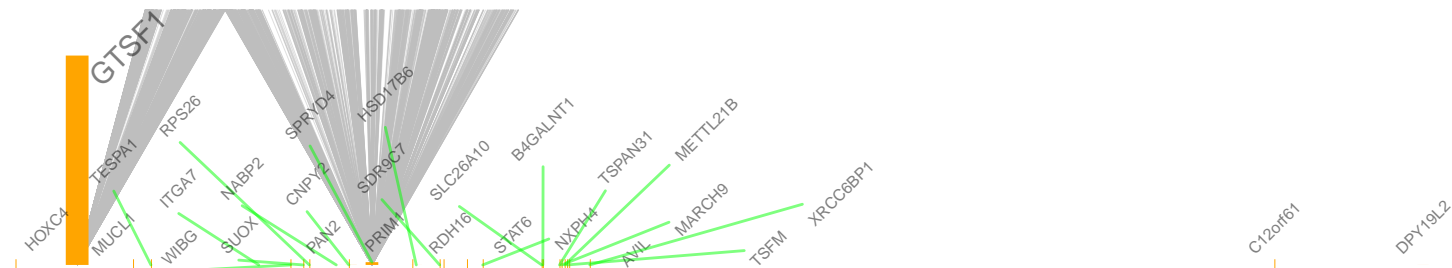 GTSF1
HOXC4
TESPA1
MUCL1
RPS26
ITGA7
WIBG
NABP2
SUOX
SPRYD4
CNPY2
PAN2
HSD17B6
SDR9C7
PRIM1
SLC26A10
RDH16
B4GALNT1
STAT6
TSPAN31
NXPH4
METTL21B
MARCH9
AVIL
XRCC6BP1
TSFM
C12orf61
DPY19L2